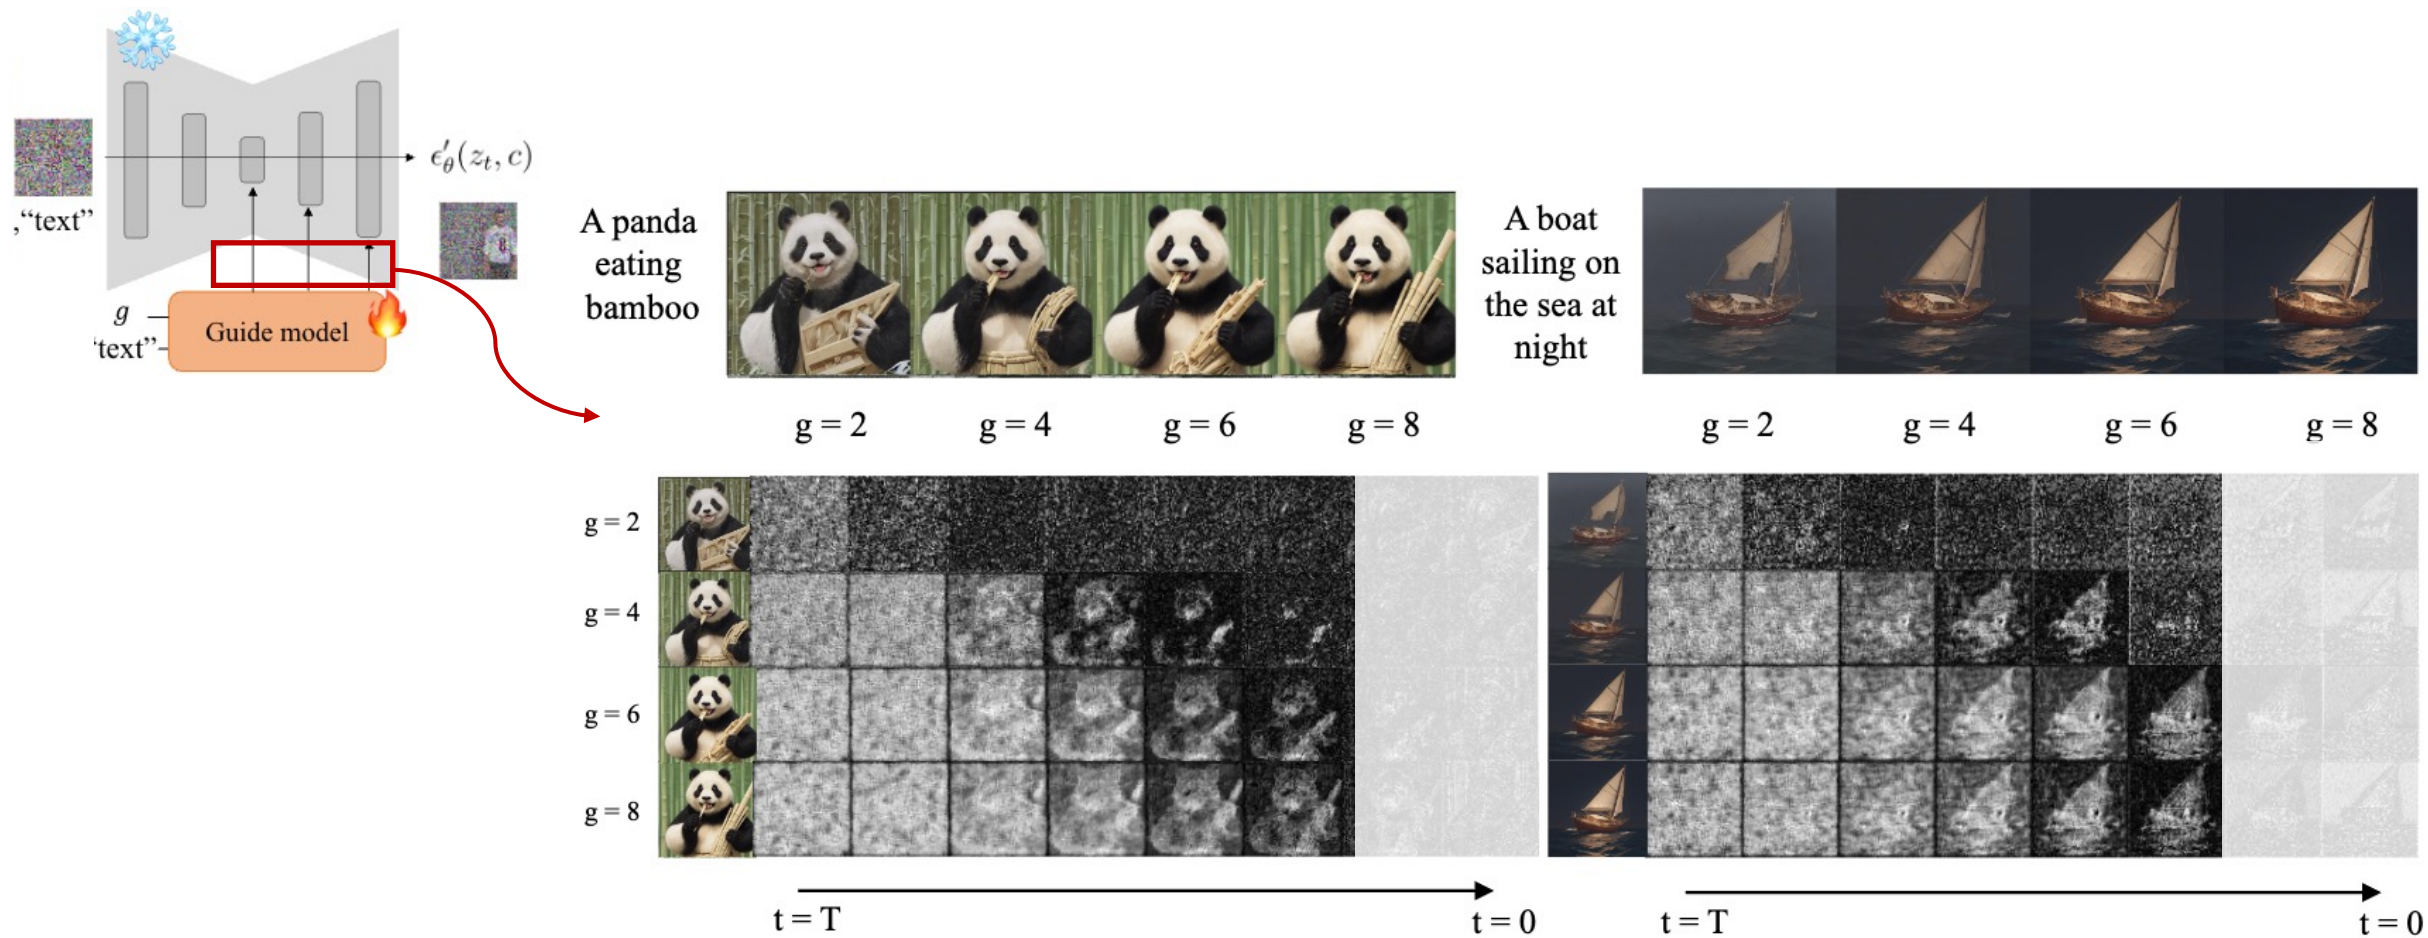 ϵ′θ(zt, c)
,“text”
g
‘text”
Guide model
A panda
eating
bamboo
A boat
sailing on
the sea at
night
g = 2
g = 4
g = 6
g = 8
g = 2
g = 4
g = 6
g = 8
g = 2
g = 4
g = 6
g = 8
t = T
t = 0
t = T
t = 0